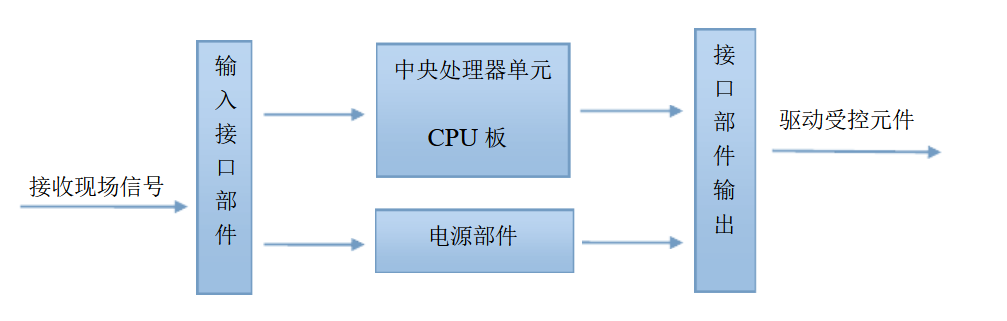 接收现场信号
输入接口部件
中央处理器单元
CPU 板
电源部件
接口部件输出
驱动受控元件